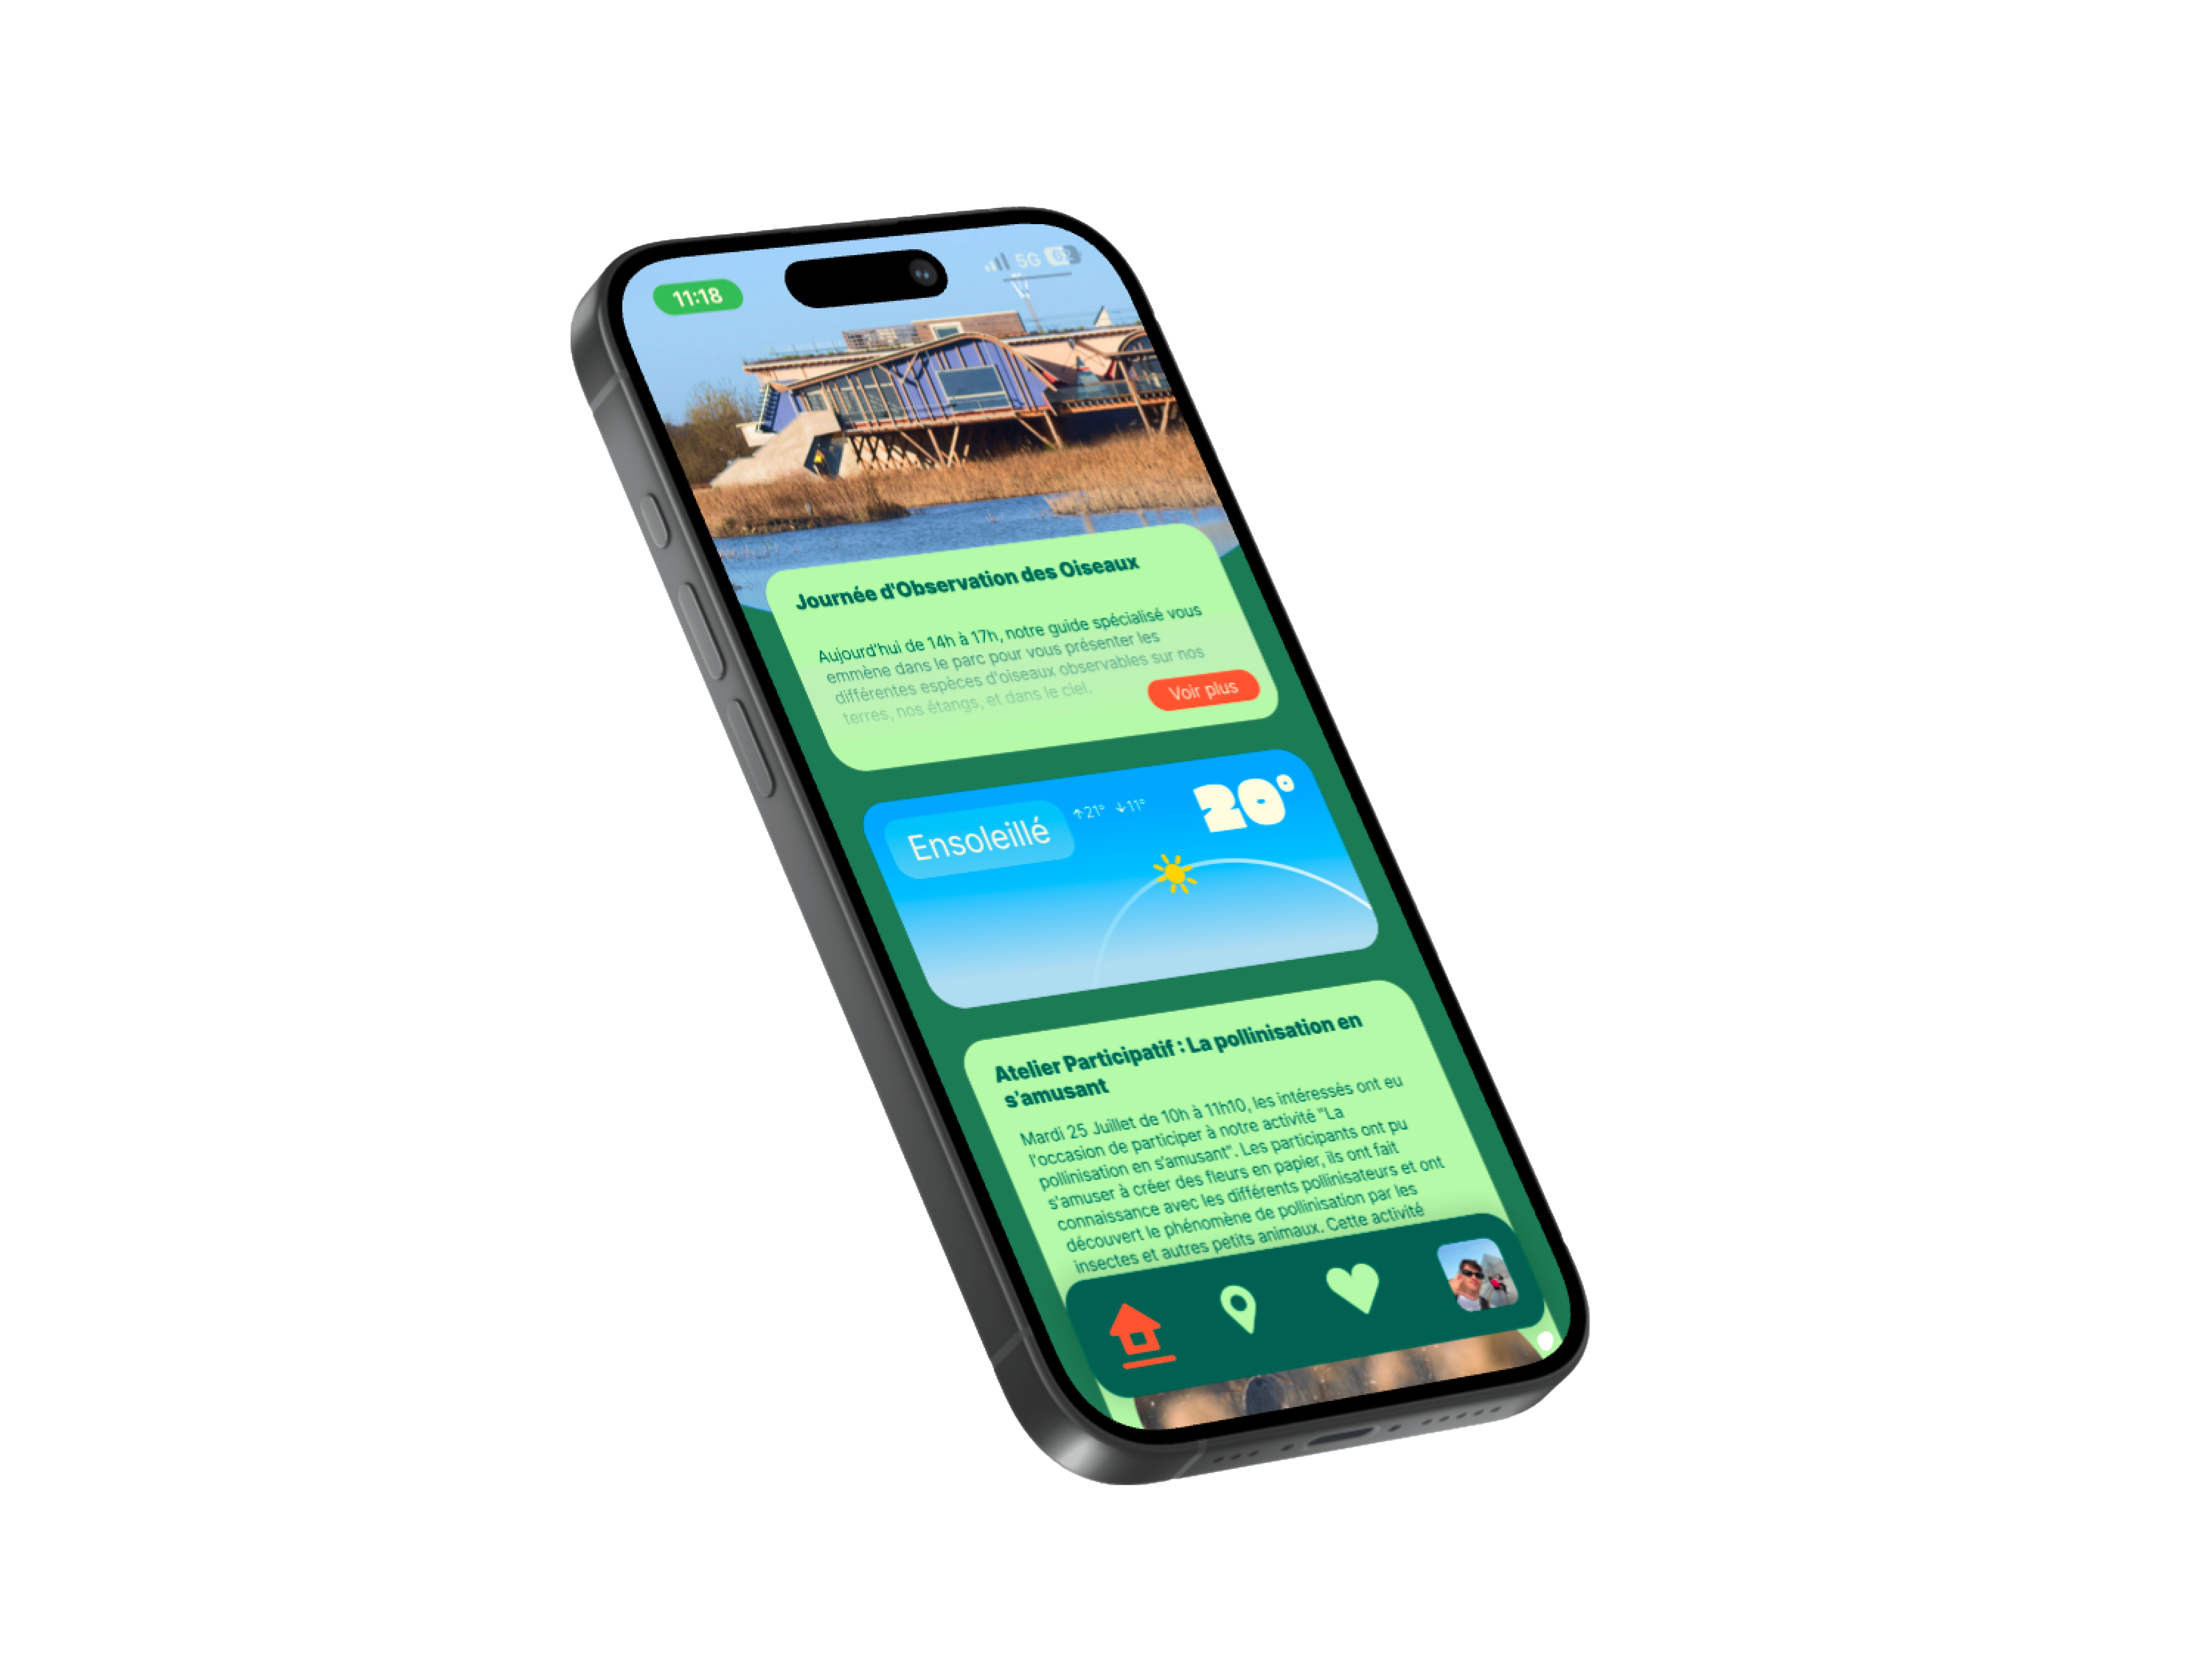 11:18
5G 62
Journée d'Observation des Oiseaux
Aujourd'hui de 14h à 17h, notre guide spécialisé vous
emmène dans le parc pour vous présenter les
différentes espèces d'oiseaux observables sur nos
terres, nos étangs, et dans le ciel.
Voir plus
Ensoleillé
↑21° ↓11°
20°
Atelier Participatif : La pollinisation en
s'amusant
Mardi 25 Juillet de 10h à 11h10, les intéressés ont eu
l'occasion de participer à notre activité "La
pollinisation en s'amusant". Les participants ont pu
s'amuser à créer des fleurs en papier, ils ont fait
connaissance avec les différents pollinisateurs et ont
découvert le phénomène de pollinisation par les
insectes et autres petits animaux. Cette activité